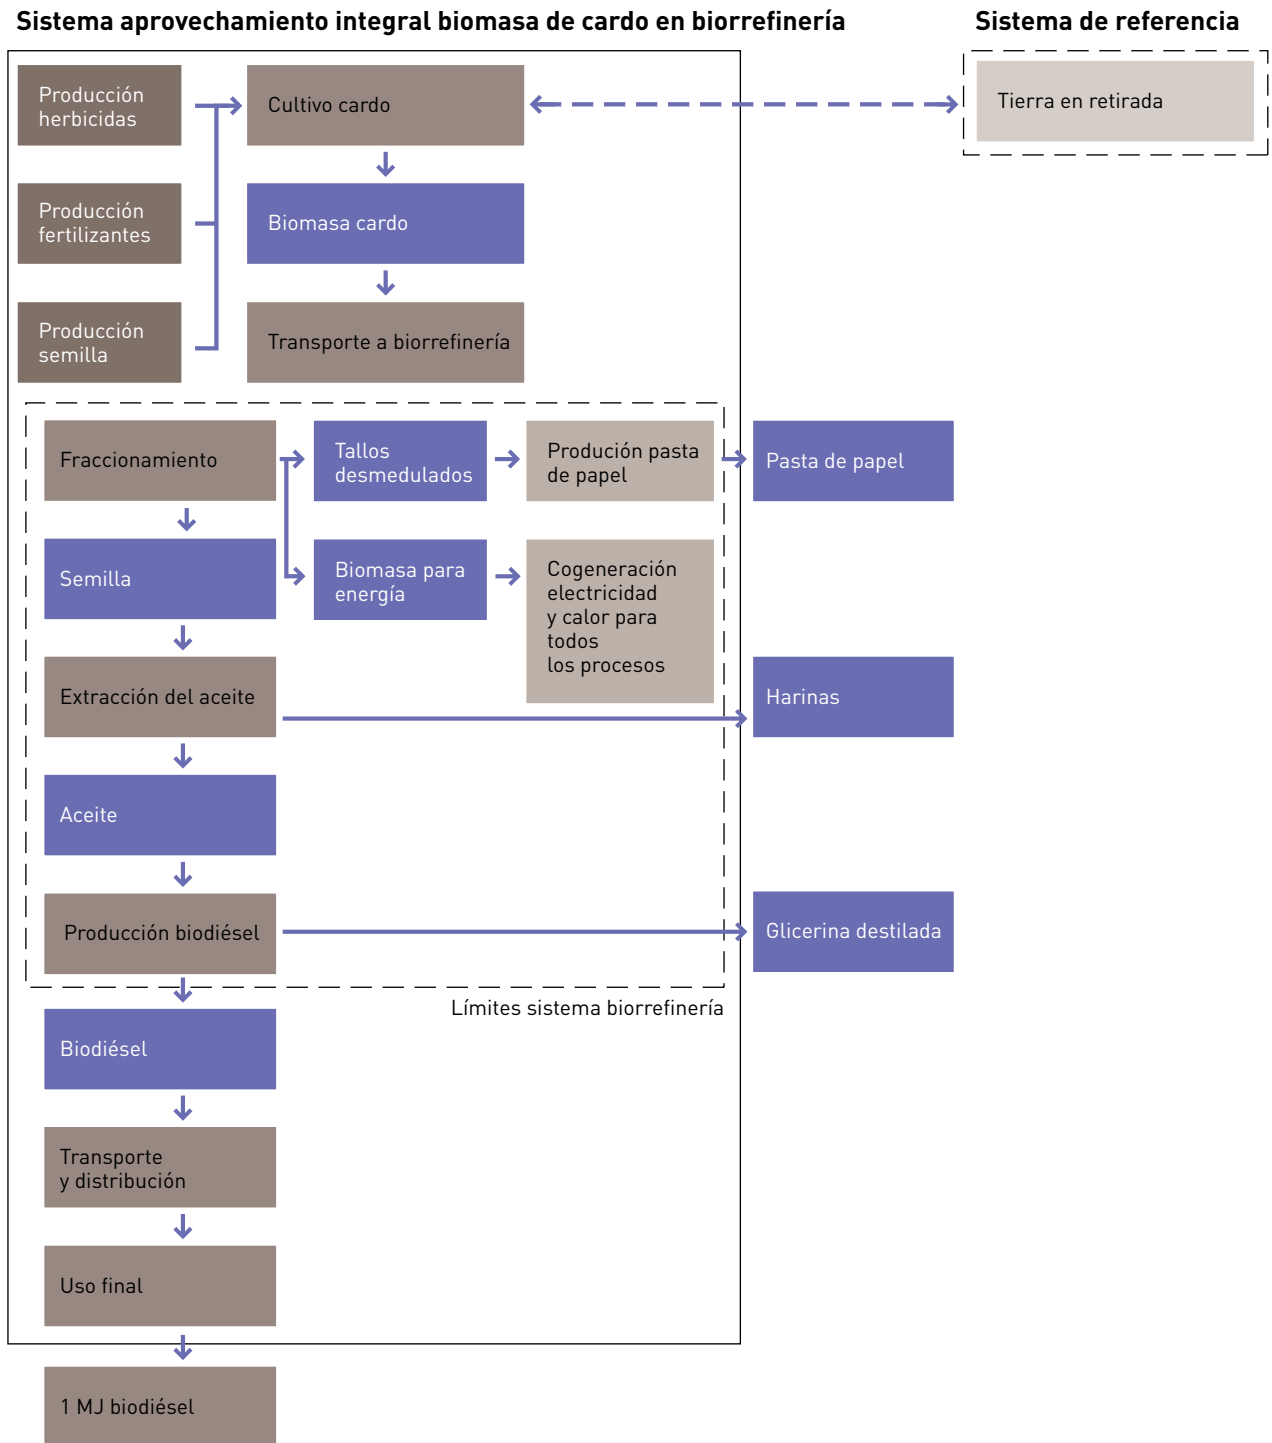 Sistema aprovechamiento integral biomasa de cardo en biorrefinería
Sistema de referencia
Producción
herbicidas
Cultivo cardo
Tierra en retirada
Producción
fertilizantes
Biomasa cardo
Producción
semilla
Transporte a biorrefinería
Fraccionamiento
Tallos
desmedulados
Produción pasta
de papel
Pasta de papel
Semilla
Biomasa para
energía
Cogeneración
electricidad
y calor para
todos
los procesos
Extracción del aceite
Harinas
Aceite
Producción biodiésel
Glicerina destilada
Límites sistema biorrefinería
Biodiésel
Transporte
y distribución
Uso final
1 MJ biodiésel